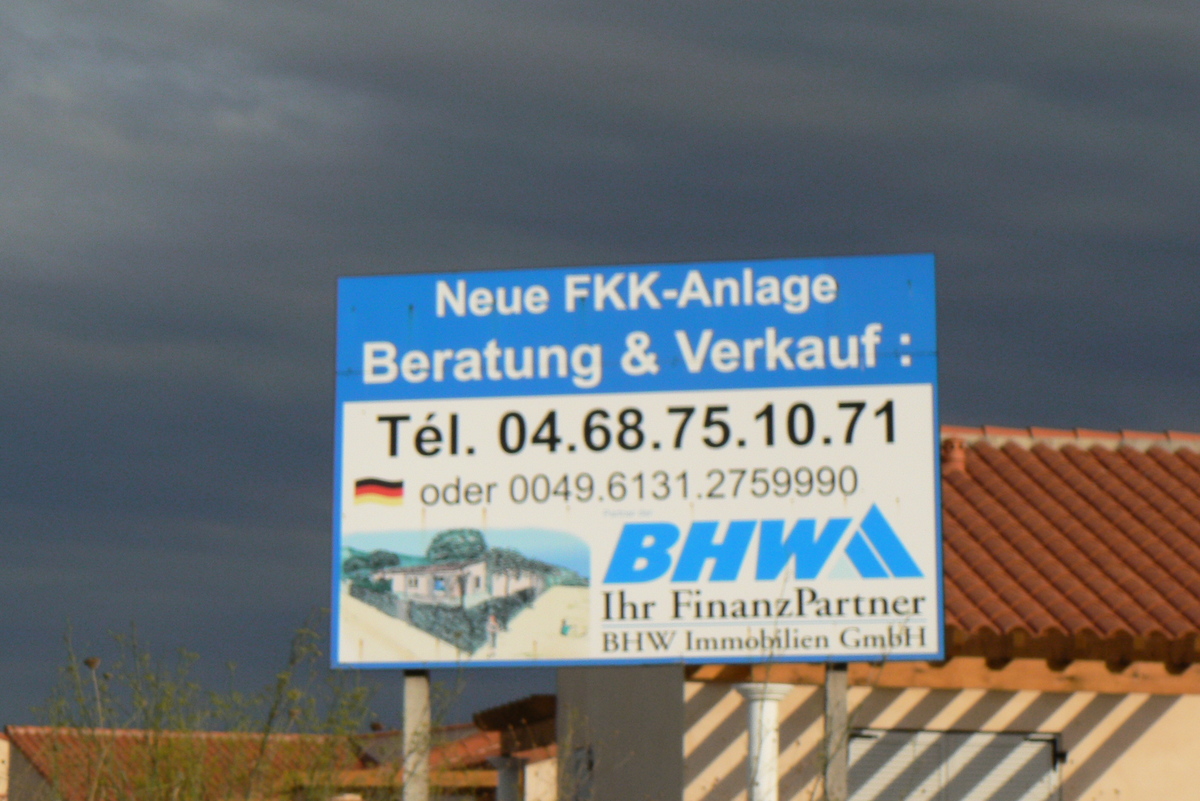 Neue FKK-Anlage
Beratung & Verkauf :
Tél. 04.68.75.10.71
oder 0049.6131.2759990
BHW
Ihr FinanzPartner
BHW Immobilien GmbH